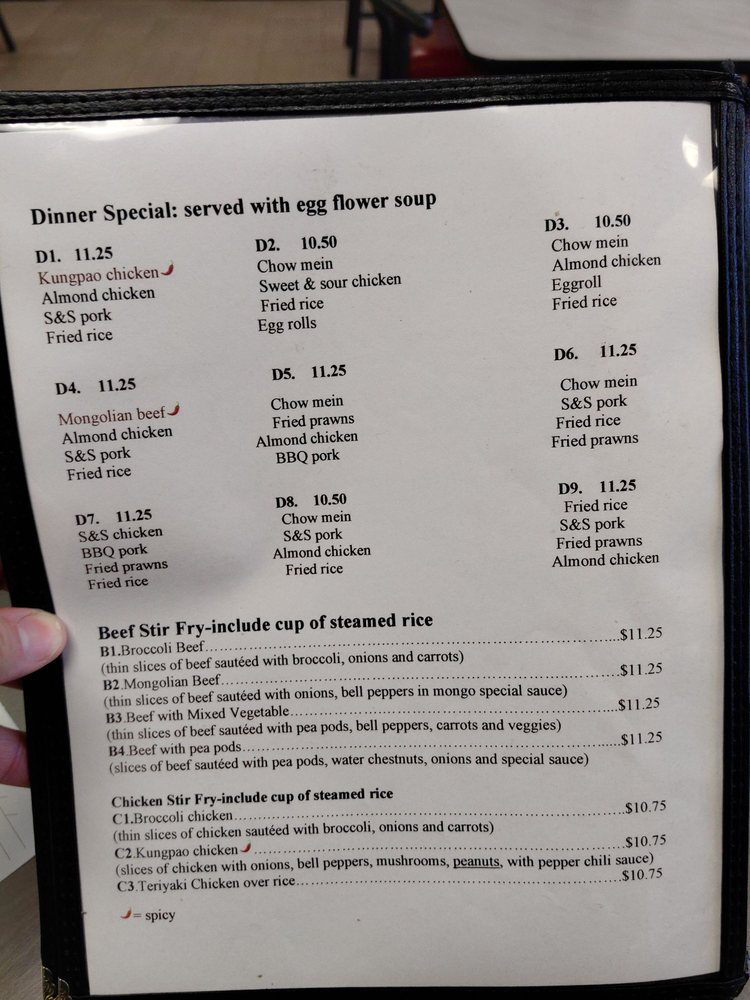 Dinner Special: served with egg flower soup
D1. 11.25
Kungpao chicken
Almond chicken
S&S pork
Fried rice
D2. 10.50
Chow mein
Sweet & sour chicken
Fried rice
Egg rolls
D3. 10.50
Chow mein
Almond chicken
Eggroll
Fried rice
D4. 11.25
Mongolian beef
Almond chicken
S&S pork
Fried rice
D5. 11.25
Chow mein
Fried prawns
Almond chicken
BBQ pork
D6. 11.25
Chow mein
S&S pork
Fried rice
Fried prawns
D7. 11.25
S&S chicken
BBQ pork
Fried prawns
Fried rice
D8. 10.50
Chow mein
S&S pork
Almond chicken
Fried rice
D9. 11.25
Fried rice
S&S pork
Fried prawns
Almond chicken
Beef Stir Fry-include cup of steamed rice
B1.Broccoli Beef....................$11.25
(thin slices of beef sautéed with broccoli, onions and carrots)
B2.Mongolian Beef....................$11.25
(thin slices of beef sautéed with onions, bell peppers in mongo special sauce)
B3.Beef with Mixed Vegetable....................$11.25
(thin slices of beef sautéed with pea pods, bell peppers, carrots and veggies)
B4.Beef with pea pods....................$11.25
(slices of beef sautéed with pea pods, water chestnuts, onions and special sauce)
Chicken Stir Fry-include cup of steamed rice
C1.Broccoli chicken....................$10.75
(thin slices of chicken sautéed with broccoli, onions and carrots)
C2.Kungpao chicken....................$10.75
(slices of chicken with onions, bell peppers, mushrooms, peanuts, with pepper chili sauce)
C3.Teriyaki Chicken over rice....................$10.75
= spicy